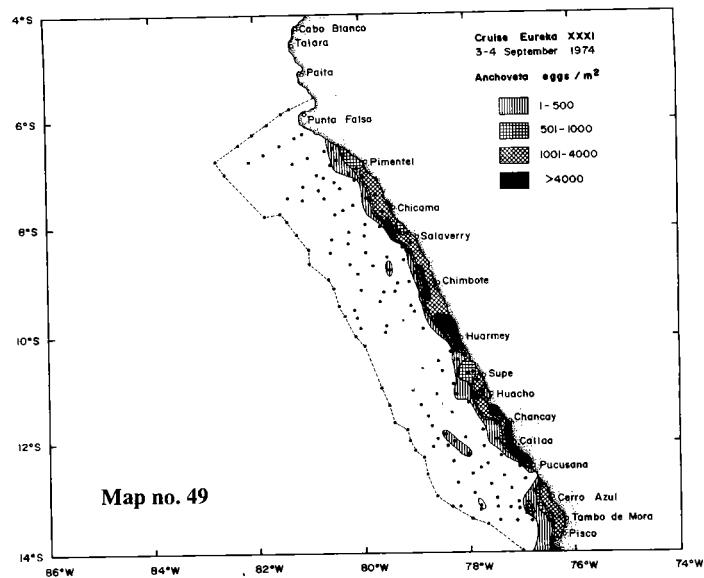 4°S
6°S
8°S
10°S
12°S
14°S
86°W
84°W
82°W
80°W
78°W
76°W
74°W
Cruise Eureka XXXI
3-4 September 1974
Anchoveta eggs / m²
1-500
501-1000
1001-4000
>4000
Cabo Blanco
Talara
Paita
Punta Falsa
Pimentel
Chicama
Salaverry
Chimbote
Huarmey
Supe
Huacho
Chancay
Callao
Pucusana
Cerro Azul
Tambo de Mora
Pisco
Map no. 49